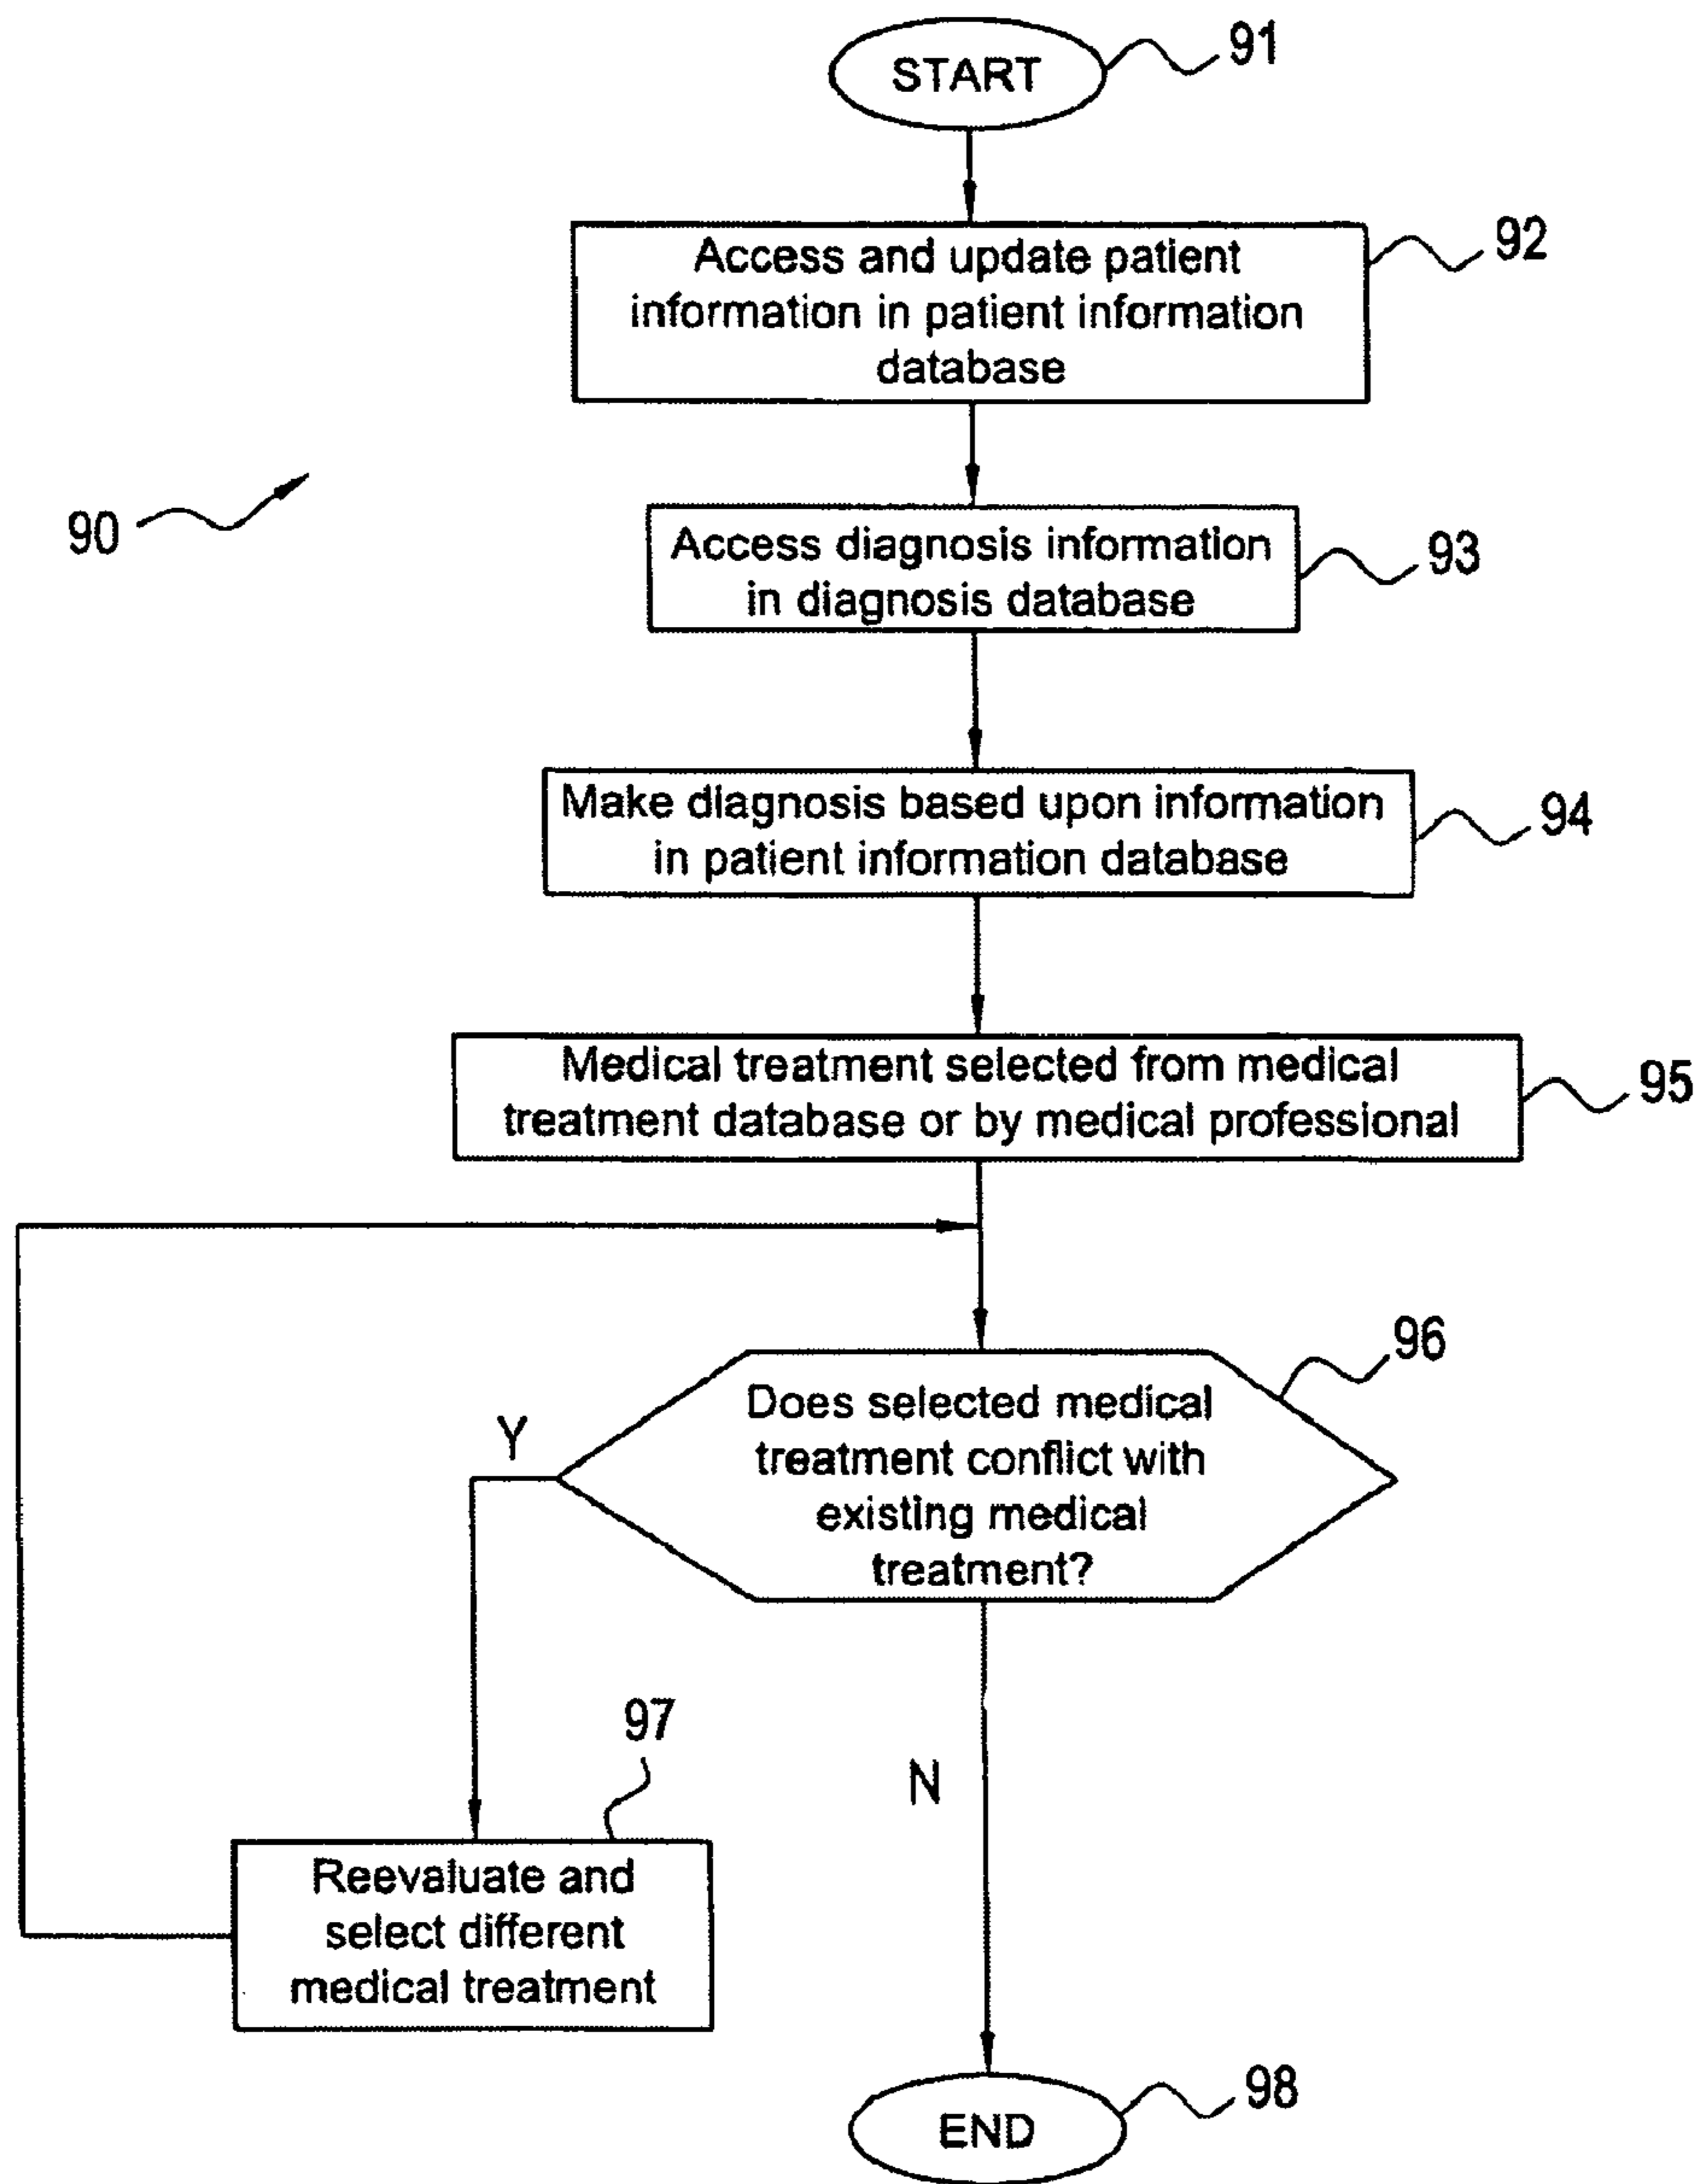 START
91
Access and update patient
information in patient information
database
92
90
Access diagnosis information
in diagnosis database
93
Make diagnosis based upon information
in patient information database
94
Medical treatment selected from medical
treatment database or by medical professional
95
96
Does selected medical
treatment conflict with
existing medical
treatment?
Y
97
N
Reevaluate and
select different
medical treatment
98
END